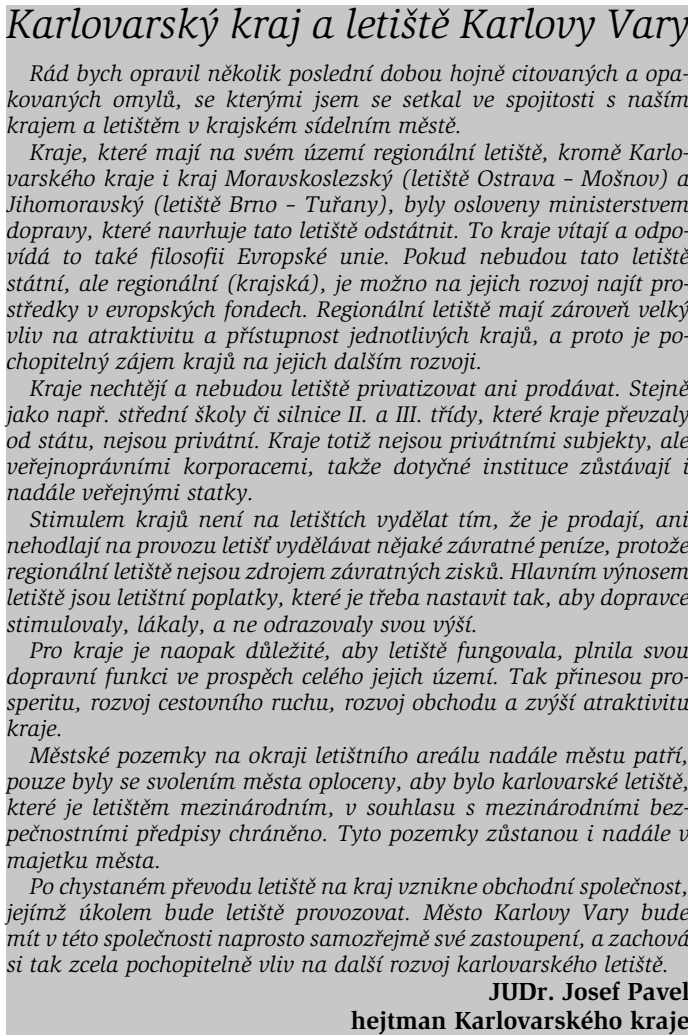 Karlovarský kraj a letiště Karlovy Vary
Rád bych opravil několik poslední dobou hojně citovaných a opa-
kovaných omylů, se kterými jsem se setkal ve spojitosti s naším
krajem a letištěm v krajském sídelním městě.
Kraje, které mají na svém území regionální letiště, kromě Karlo-
varského kraje i kraj Moravskoslezský (letiště Ostrava – Mošnov) a
Jihomoravský (letiště Brno – Tuřany), byly osloveny ministerstvem
dopravy, které navrhuje tato letiště odstátnit. To kraje vítají a odpo-
vídá to také filosofii Evropské unie. Pokud nebudou tato letiště
státní, ale regionální (krajská), je možno na jejich rozvoj najít pro-
středky v evropských fondech. Regionální letiště mají zároveň velký
vliv na atraktivitu a přístupnost jednotlivých krajů, a proto je po-
chopitelný zájem krajů na jejich dalším rozvoji.
Kraje nechtějí a nebudou letiště privatizovat ani prodávat. Stejně
jako např. střední školy či silnice II. a III. třídy, které kraje převzaly
od státu, nejsou privátní. Kraje totiž nejsou privátními subjekty, ale
veřejnoprávními korporacemi, takže dotyčné instituce zůstávají i
nadále veřejnými statky.
Stimulem krajů není na letištích vydělat tím, že je prodají, ani
nehodlají na provozu letišť vydělávat nějaké závratné peníze, protože
regionální letiště nejsou zdrojem závratných zisků. Hlavním výnosem
letiště jsou letištní poplatky, které je třeba nastavit tak, aby dopravce
stimulovaly, lákaly, a ne odrazovaly svou výší.
Pro kraje je naopak důležité, aby letiště fungovala, plnila svou
dopravní funkci ve prospěch celého jejich území. Tak přinesou pro-
speritu, rozvoj cestovního ruchu, rozvoj obchodu a zvýší atraktivitu
kraje.
Městské pozemky na okraji letištního areálu nadále městu patří,
pouze byly se svolením města oploceny, aby bylo karlovarské letiště,
které je letištěm mezinárodním, v souhlasu s mezinárodními bez-
pečnostními předpisy chráněno. Tyto pozemky zůstanou i nadále v
majetku města.
Po chystaném převodu letiště na kraj vznikne obchodní společnost,
jejímž úkolem bude letiště provozovat. Město Karlovy Vary bude
mít v této společnosti naprosto samozřejmě své zastoupení, a zachová
si tak zcela pochopitelně vliv na další rozvoj karlovarského letiště.
JUDr. Josef Pavel
hejtman Karlovarského kraje